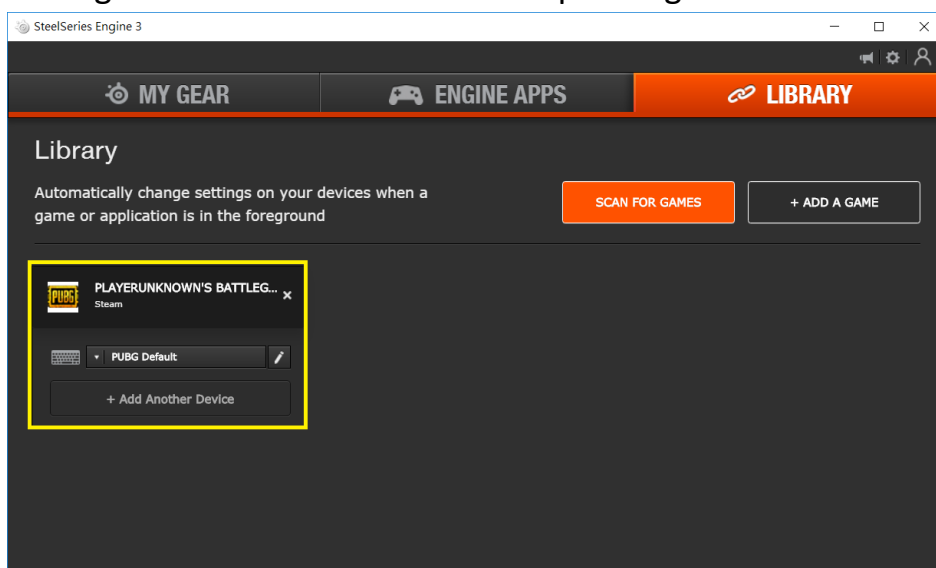 SteelSeries Engine 3
MY GEAR
ENGINE APPS
LIBRARY
Library
Automatically change settings on your devices when a
game or application is in the foreground
SCAN FOR GAMES
+ ADD A GAME
PUBG
PLAYERUNKNOWN'S BATTLEG...
Steam
PUBG Default
+ Add Another Device